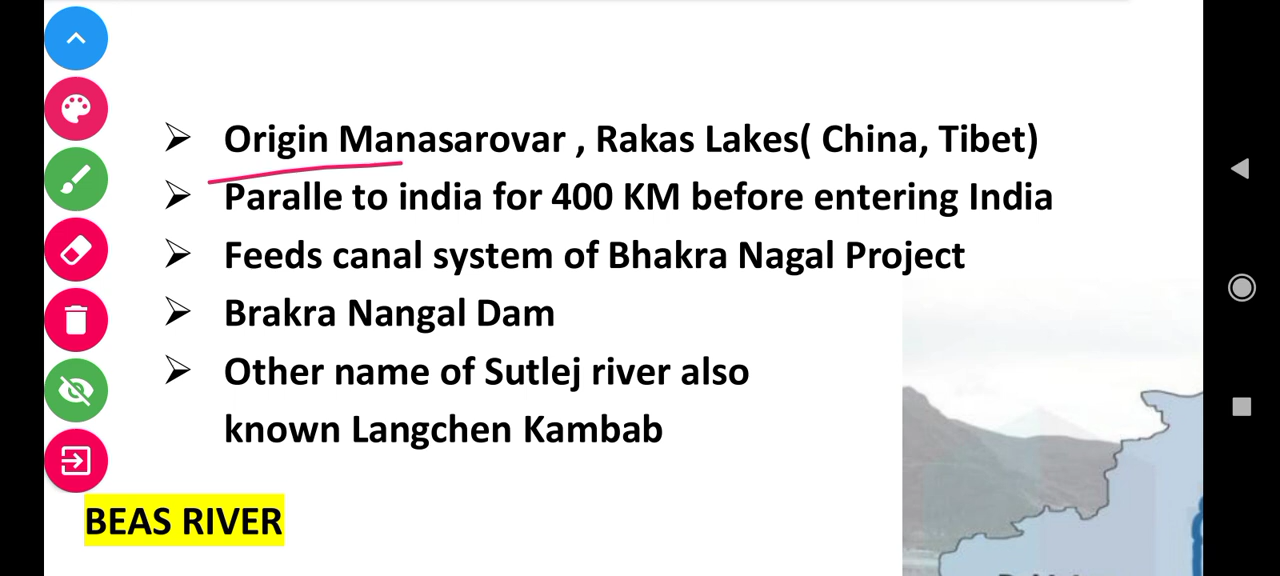 Origin Manasarovar , Rakas Lakes( China, Tibet)
Paralle to india for 400 KM before entering India
Feeds canal system of Bhakra Nagal Project
Brakra Nangal Dam
Other name of Sutlej river also
known Langchen Kambab
BEAS RIVER